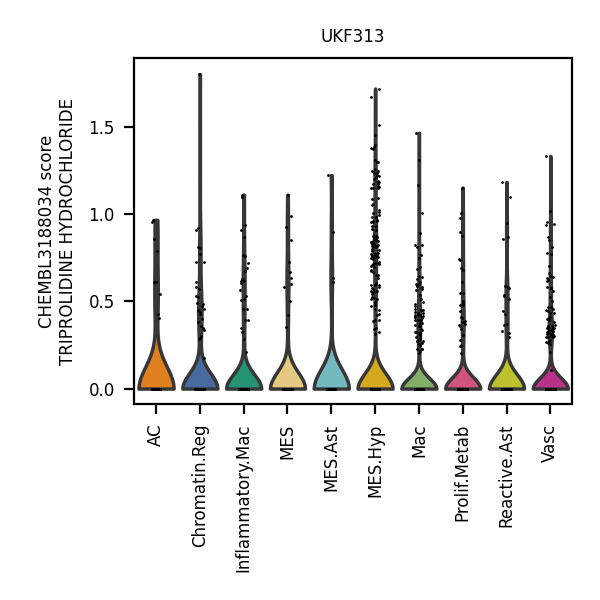 UKF313
CHEMBL3188034 score
TRIPROLIDINE HYDROCHLORIDE
1.5
1.0
0.5
0.0
AC
Chromatin.Reg
Inflammatory.Mac
MES
MES.Ast
MES.Hyp
Mac
Prolif.Metab
Reactive.Ast
Vasc